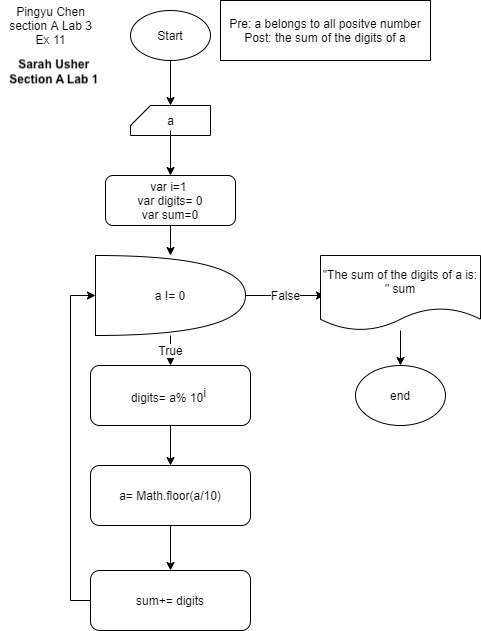 Pingyu Chen
section A Lab 3
Ex 11
Sarah Usher
Section A Lab 1
Start
Pre: a belongs to all positve number
Post: the sum of the digits of a
a
var i=1
var digits= 0
var sum=0
a != 0
False
"The sum of the digits of a is:
" sum
True
end
digits= a% 10^i
a= Math.floor(a/10)
sum+= digits